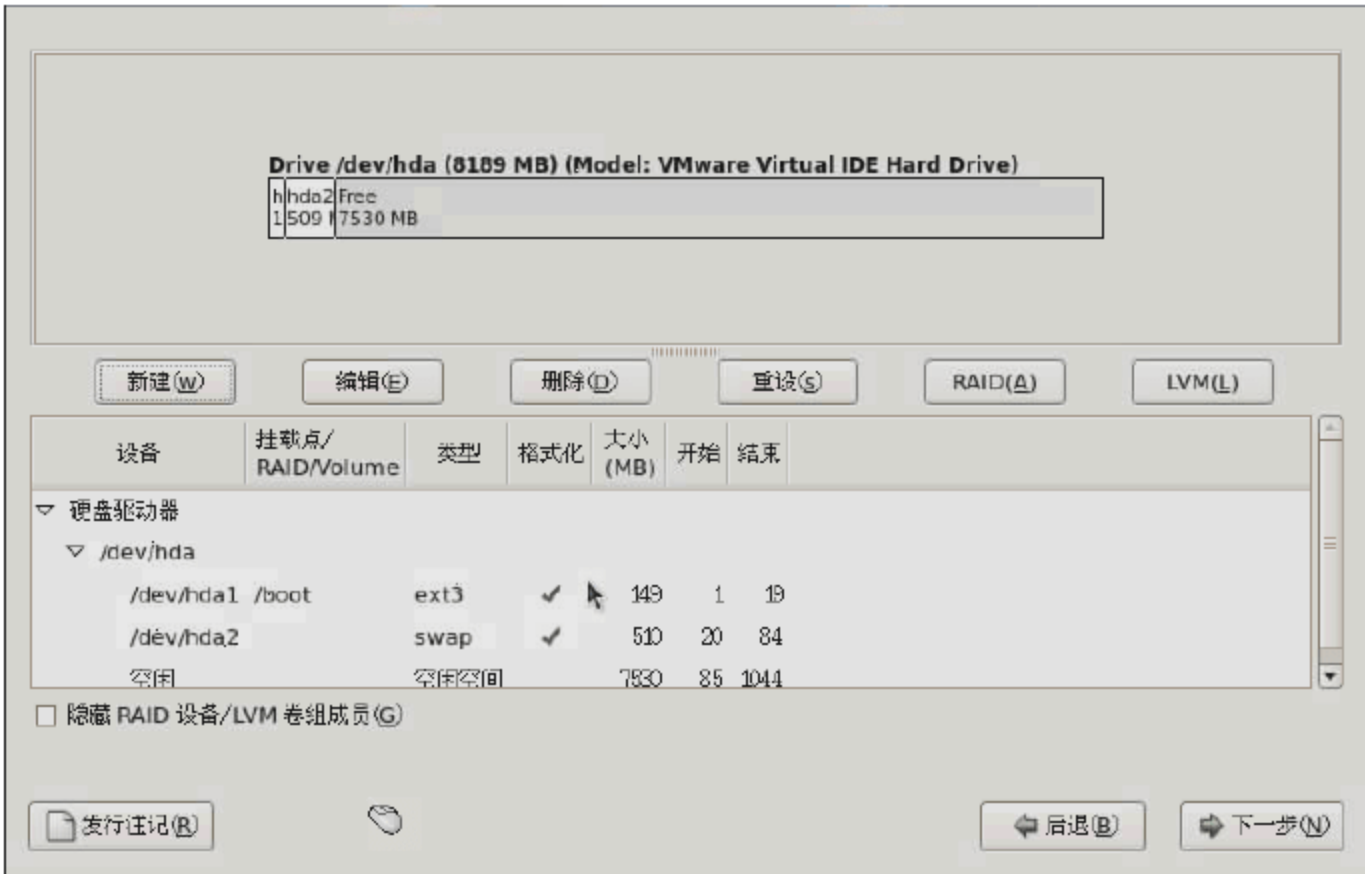 Drive /dev/hda (8189 MB) (Model: VMware Virtual IDE Hard Drive)
h hda2 Free
1 509 7530 MB
新建(W) 编辑(E) 删除(D) 重设(S) RAID(A) LVM(L)
设备 挂载点/ RAID/Volume 类型 格式化 大小 (MB) 开始 结束
硬盘驱动器
/dev/hda
/dev/hda1 /boot ext3 149 1 19
/dev/hda2 swap 510 20 84
空闲 空闲空间 7530 85 1044
隐藏 RAID 设备/LVM 卷组成员(G)
发行注记(R) 后退(B) 下一步(N)